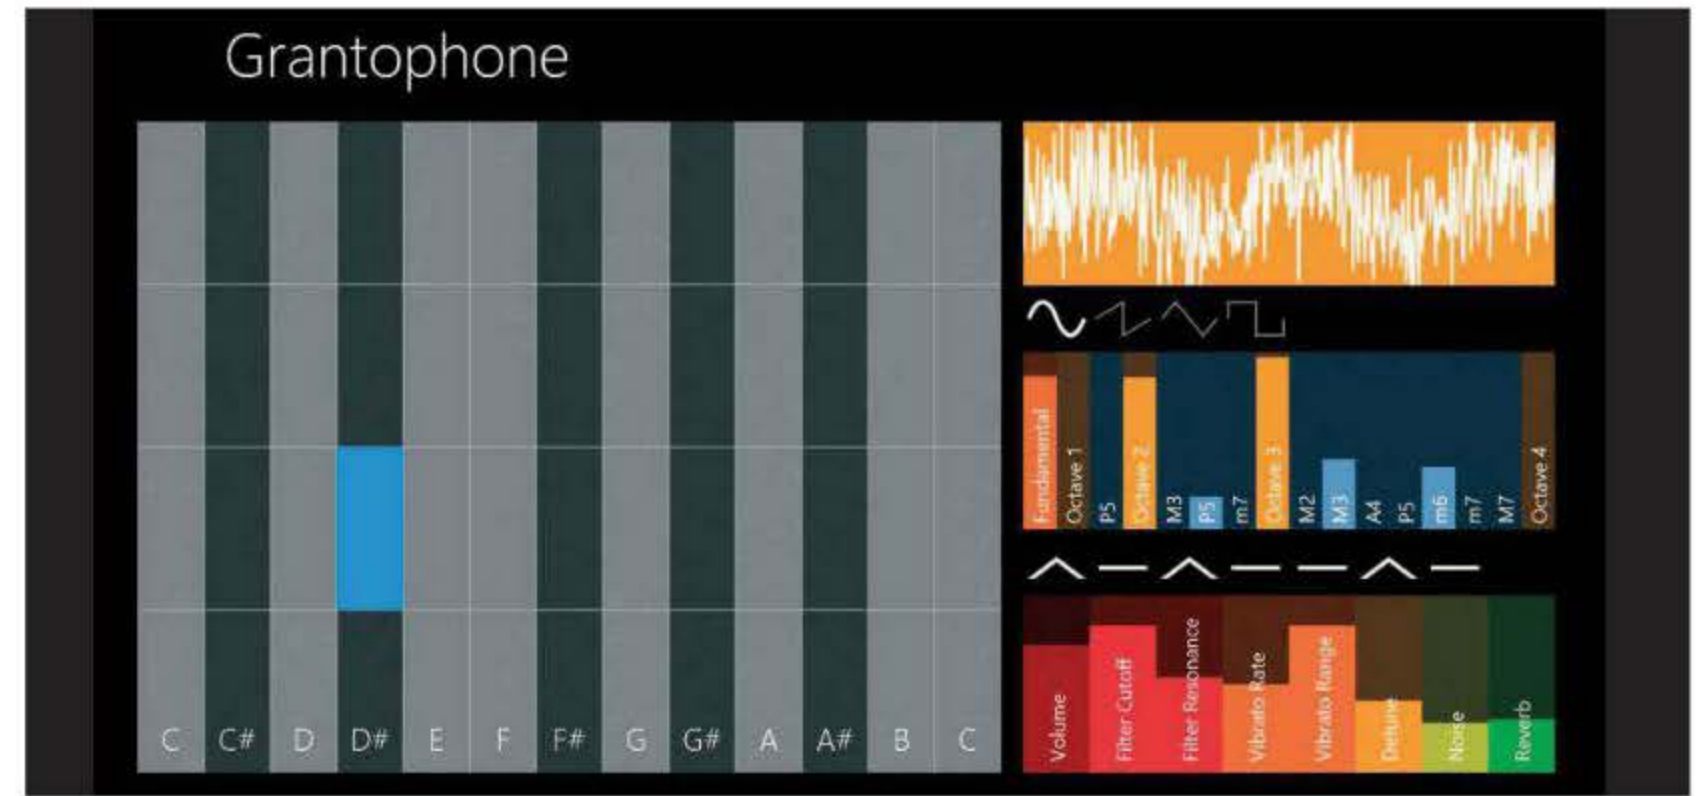 Grantophone
C C# D D# E F F# G G# A A# B C
Fundamental
Octave 1
P5
Octave 2
M3
P5
m7
Octave 3
M2
M3
A4
P5
m6
m7
M7
Octave 4
Volume
Filter Cutoff
Filter Resonance
Vibrato Rate
Vibrato Range
Detune
Noise
Reverb